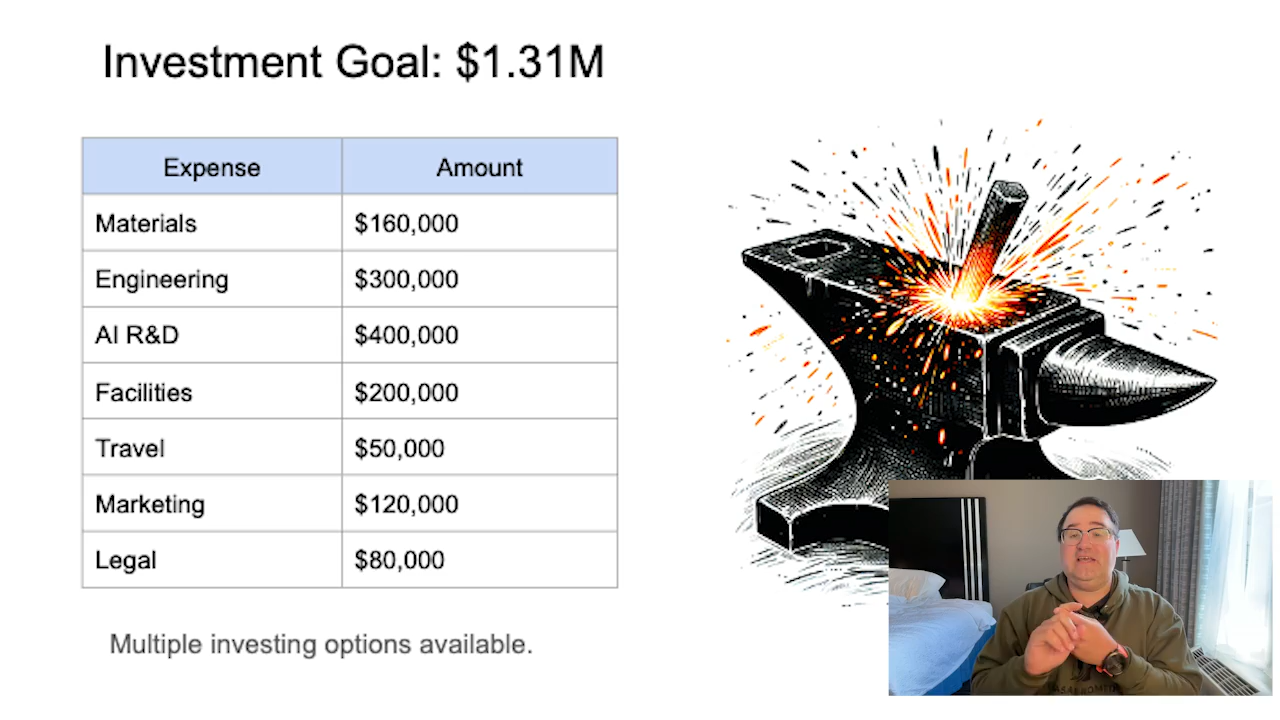 Investment Goal: $1.31M
Expense Amount
Materials $160,000
Engineering $300,000
AI R&D $400,000
Facilities $200,000
Travel $50,000
Marketing $120,000
Legal $80,000
Multiple investing options available.